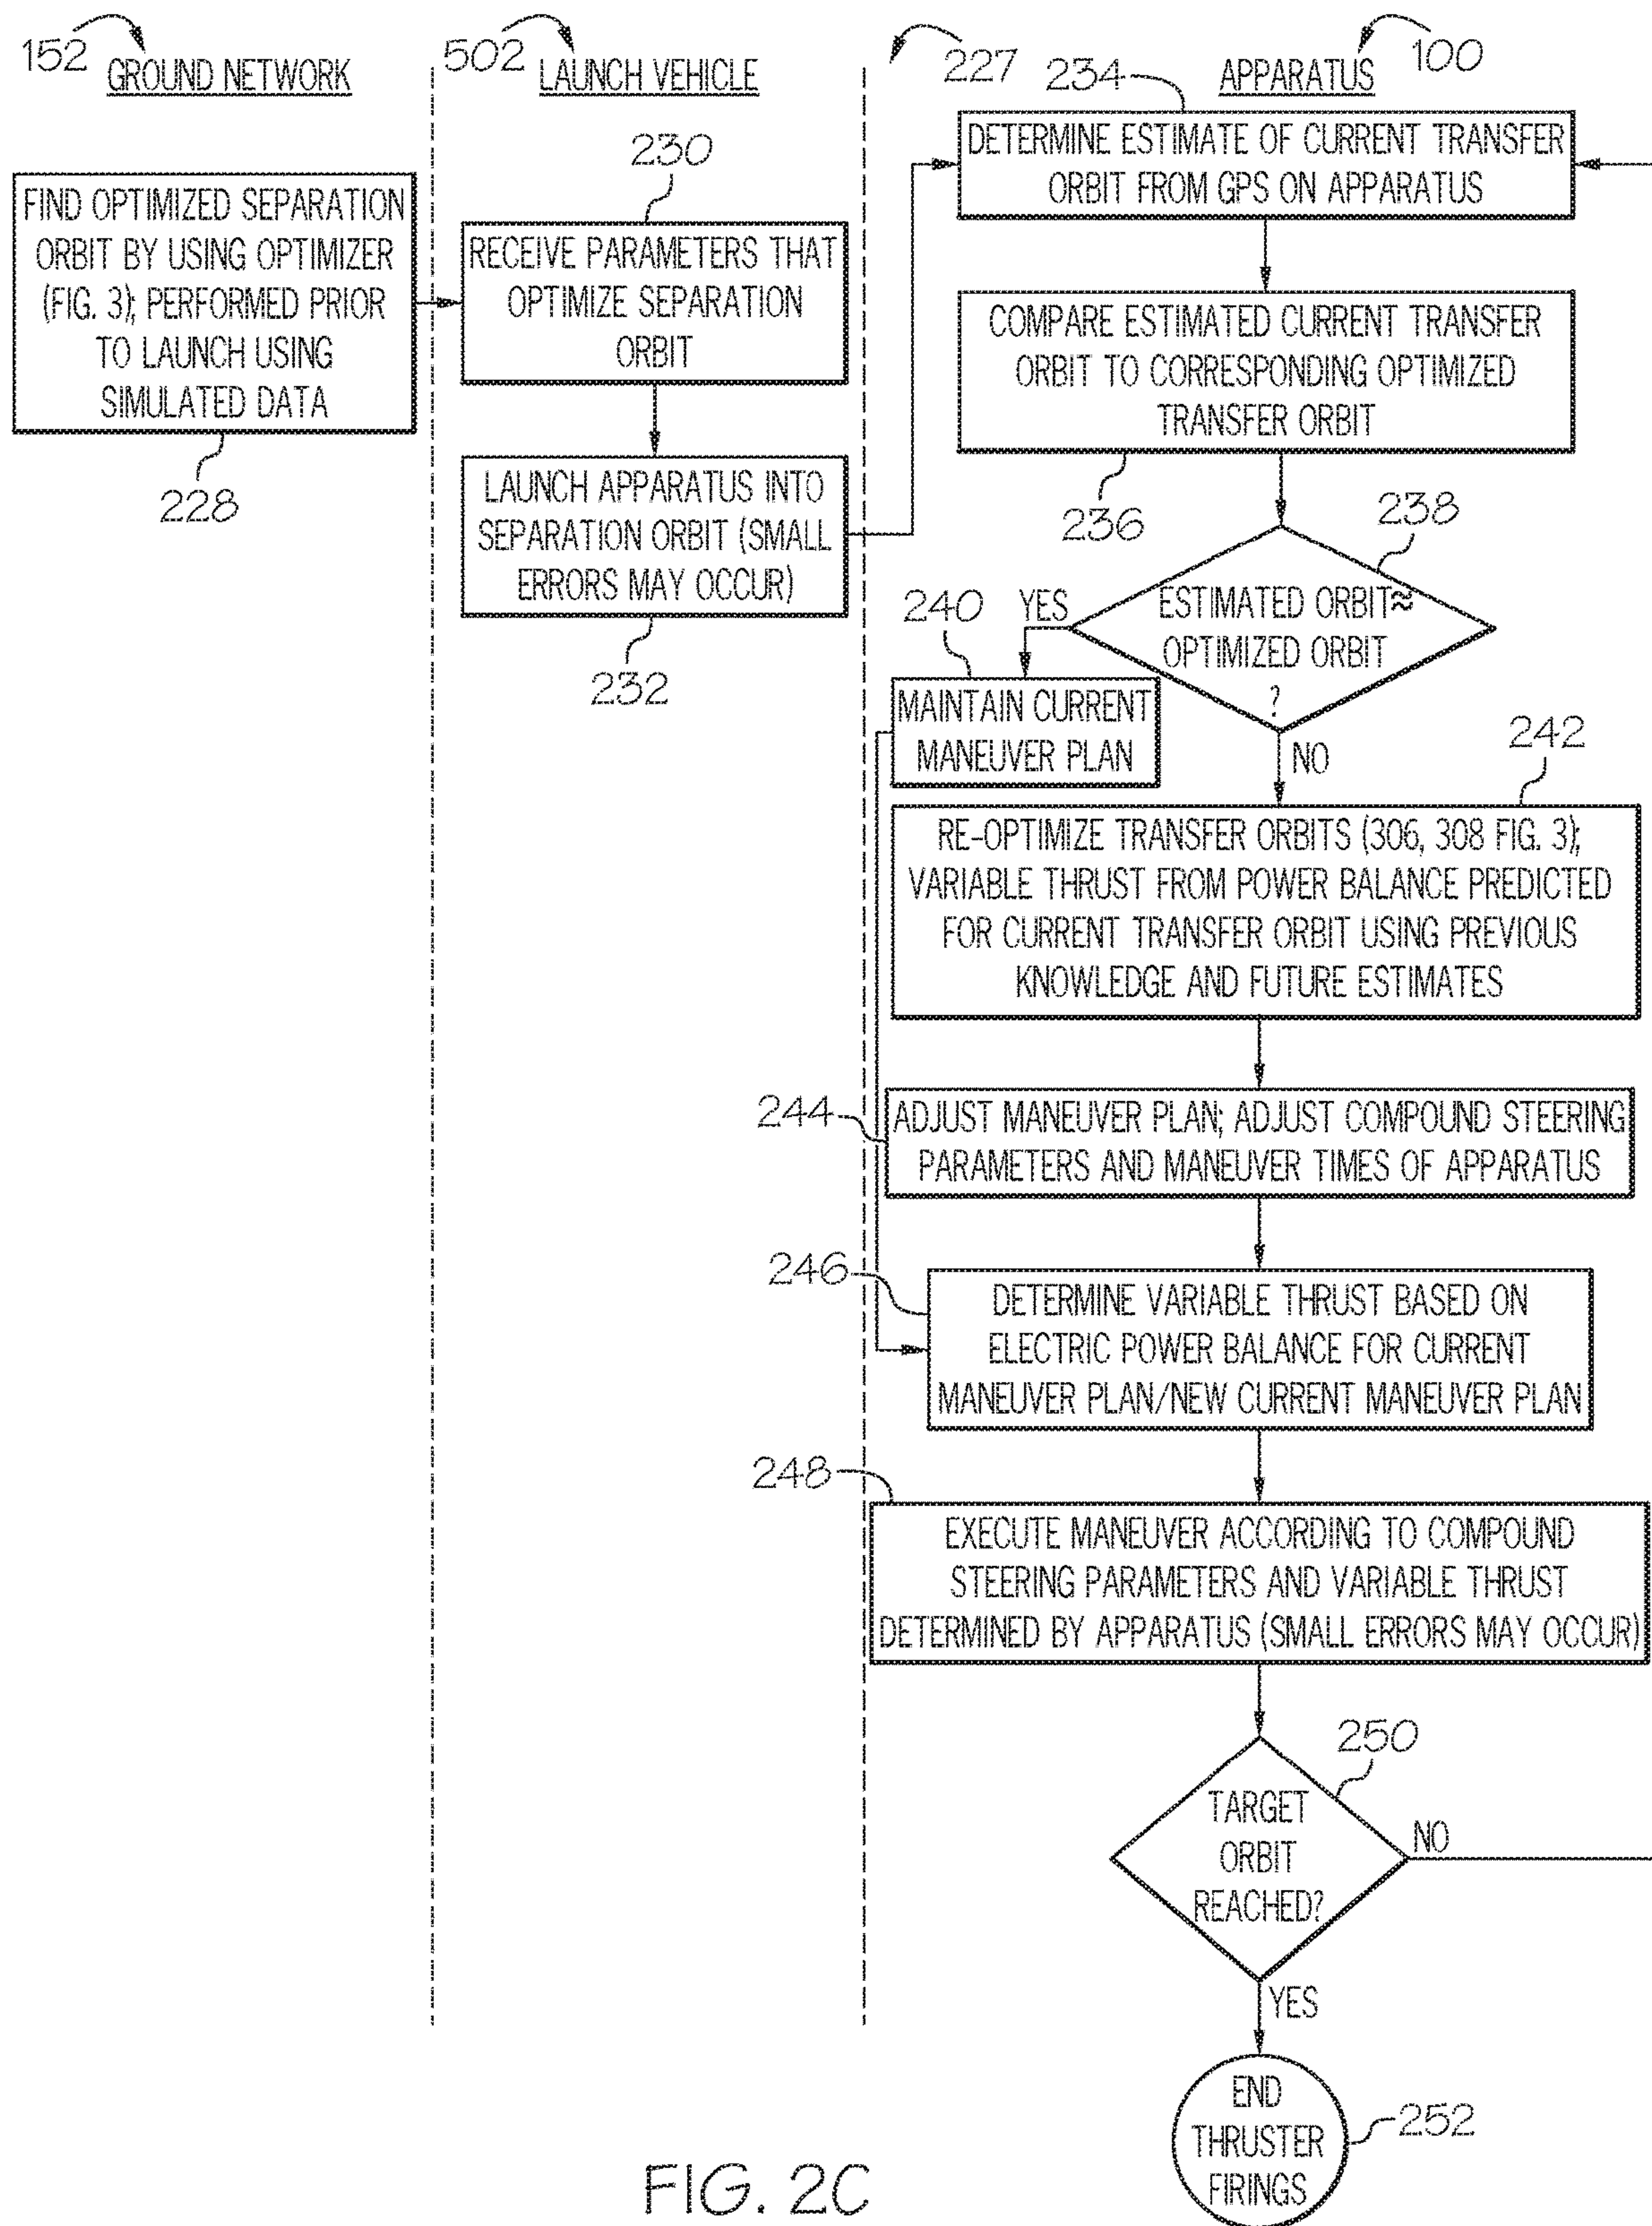 152
GROUND NETWORK
502
LAUNCH VEHICLE
227
APPARATUS
100
FIND OPTIMIZED SEPARATION
ORBIT BY USING OPTIMIZER
(FIG. 3); PERFORMED PRIOR
TO LAUNCH USING
SIMULATED DATA
228
230
RECEIVE PARAMETERS THAT
OPTIMIZE SEPARATION
ORBIT
LAUNCH APPARATUS INTO
SEPARATION ORBIT (SMALL
ERRORS MAY OCCUR)
232
234
DETERMINE ESTIMATE OF CURRENT TRANSFER
ORBIT FROM GPS ON APPARATUS
COMPARE ESTIMATED CURRENT TRANSFER
ORBIT TO CORRESPONDING OPTIMIZED
TRANSFER ORBIT
236
238
ESTIMATED ORBIT≈
OPTIMIZED ORBIT
?
YES
240
MAINTAIN CURRENT
MANEUVER PLAN
NO
242
RE-OPTIMIZE TRANSFER ORBITS (306, 308 FIG. 3);
VARIABLE THRUST FROM POWER BALANCE PREDICTED
FOR CURRENT TRANSFER ORBIT USING PREVIOUS
KNOWLEDGE AND FUTURE ESTIMATES
244
ADJUST MANEUVER PLAN; ADJUST COMPOUND STEERING
PARAMETERS AND MANEUVER TIMES OF APPARATUS
246
DETERMINE VARIABLE THRUST BASED ON
ELECTRIC POWER BALANCE FOR CURRENT
MANEUVER PLAN/NEW CURRENT MANEUVER PLAN
248
EXECUTE MANEUVER ACCORDING TO COMPOUND
STEERING PARAMETERS AND VARIABLE THRUST
DETERMINED BY APPARATUS (SMALL ERRORS MAY OCCUR)
250
TARGET
ORBIT
REACHED?
NO
YES
END
THRUSTER
FIRINGS
252
FIG. 2C